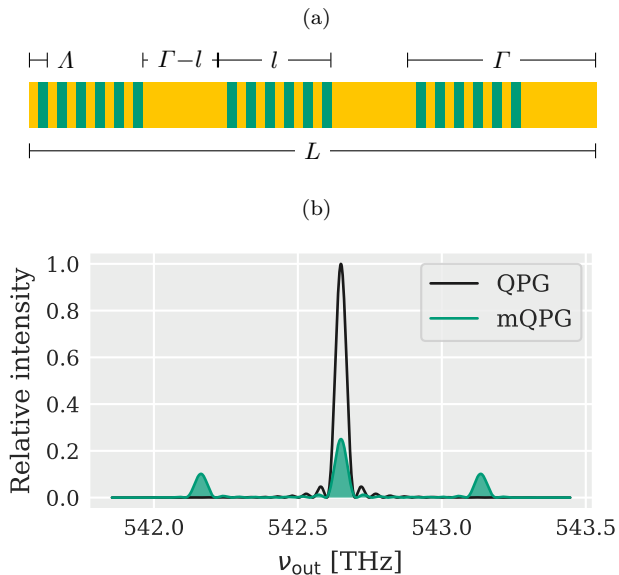 (a)
Λ Γ−l l Γ
L
(b)
Relative intensity
1.0
0.8
0.6
0.4
0.2
0.0
QPG
mQPG
542.0 542.5 543.0 543.5
νout [THz]